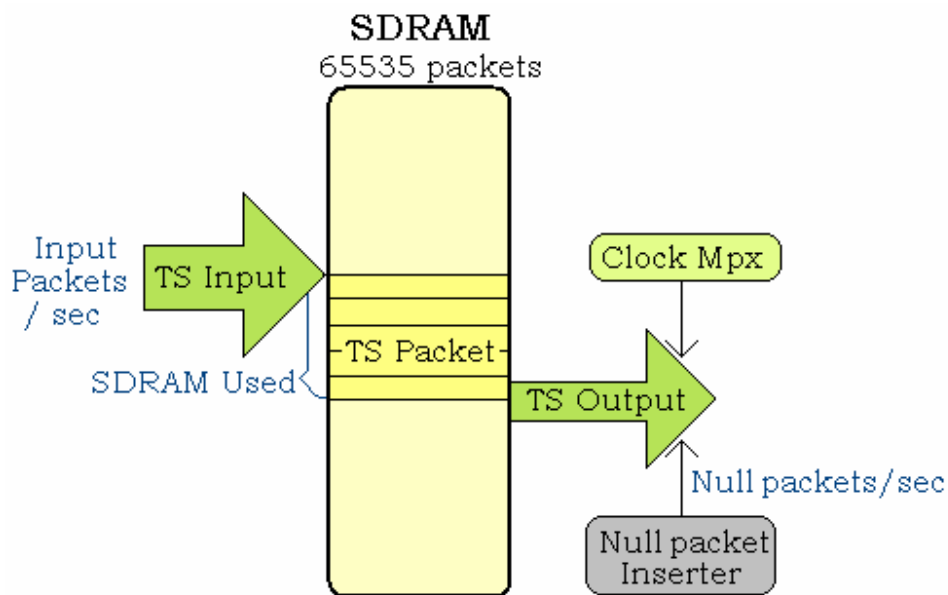 SDRAM
65535 packets
Input
Packets
/ sec
TS Input
Clock Mpx
TS Packet
SDRAM Used
TS Output
Null packets/sec
Null packet
Inserter